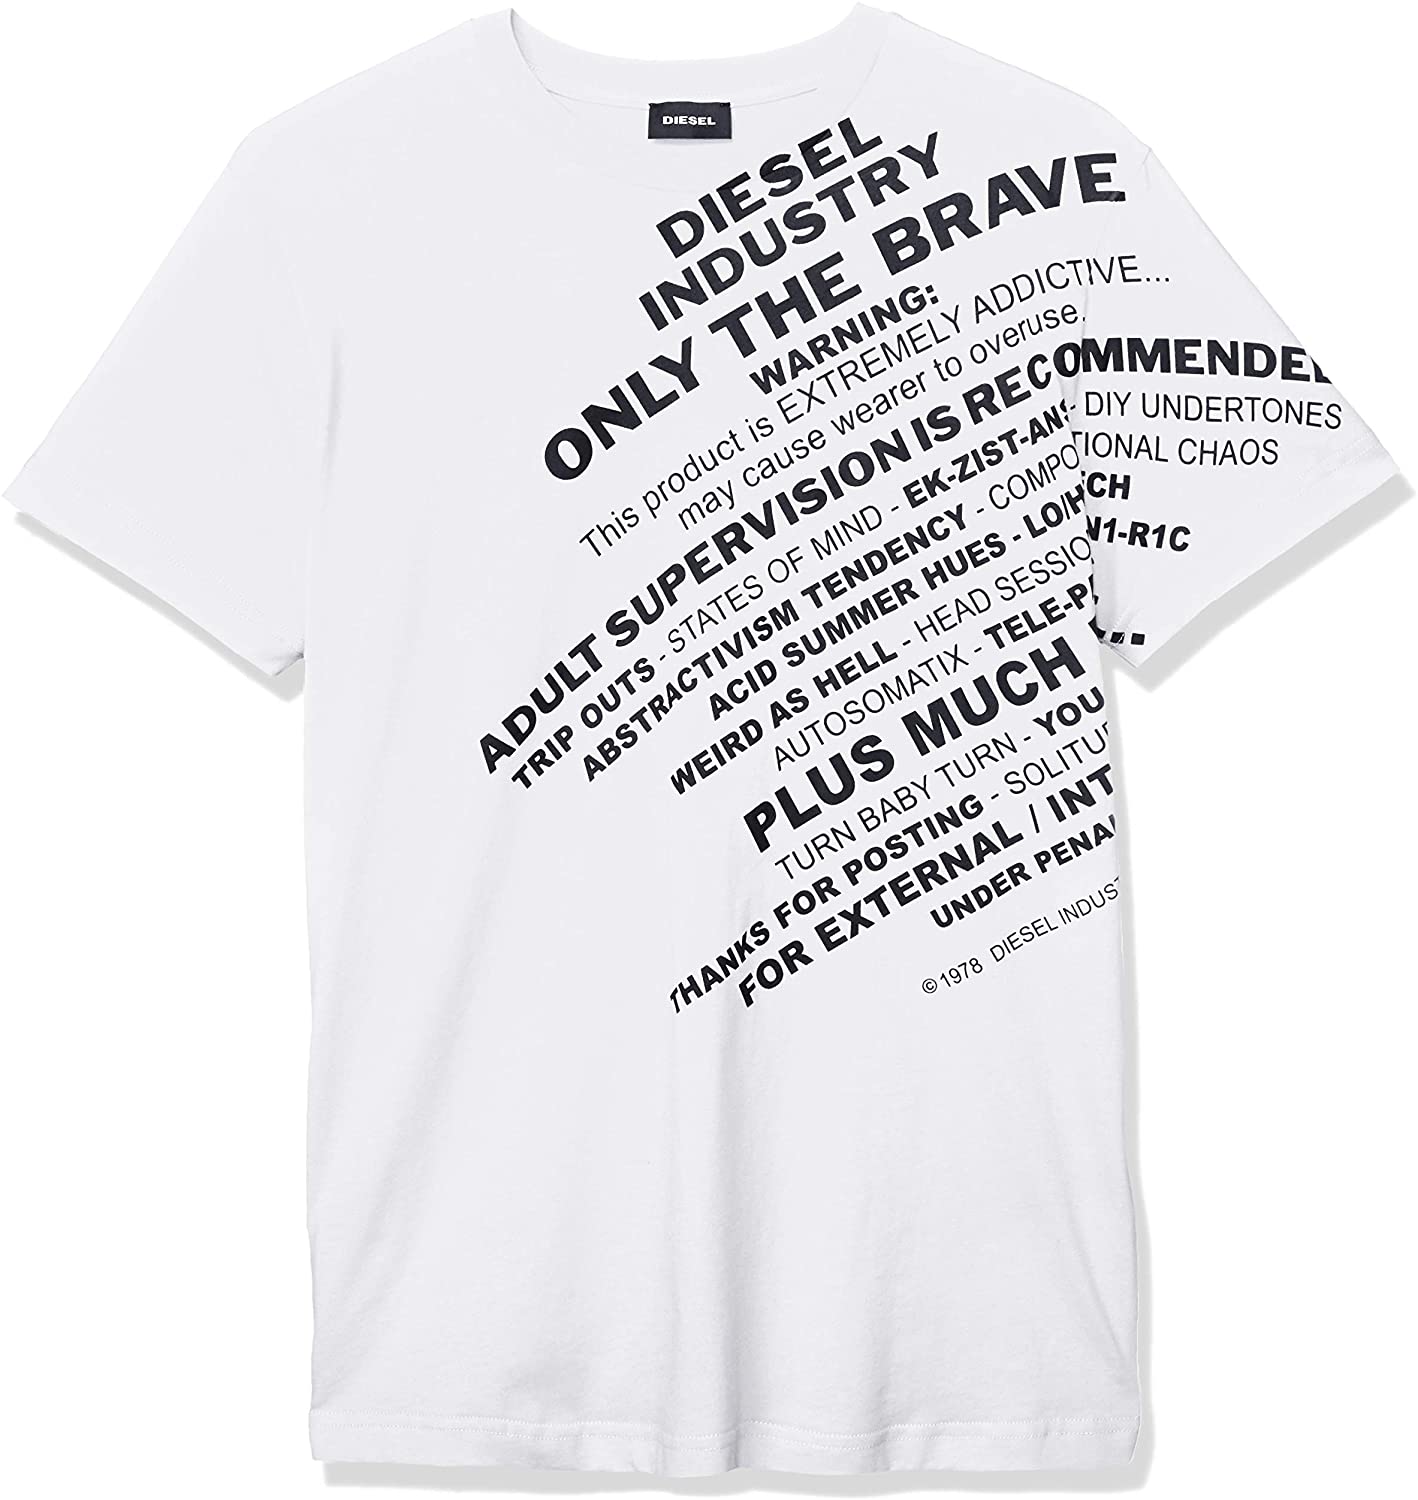 DIESEL
DIESEL
INDUSTRY
ONLY THE BRAVE
WARNING:
This product is EXTREMELY ADDICTIVE...
may cause wearer to overuse.
ADULT SUPERVISION IS RECOMMENDED
TRIP OUTS - STATES OF MIND - EK-ZIST-ANS - DIY UNDERTONES
ABSTRACTIVISM TENDENCY - COMPO TIONAL CHAOS
ACID SUMMER HUES - LO/H CH
WEIRD AS HELL - HEAD SESSIO N1-R1C
AUTOSOMATIX - TELE-P
PLUS MUCH ...
TURN BABY TURN - YOU
THANKS FOR POSTING - SOLITU
FOR EXTERNAL / INT
UNDER PENA
© 1978 DIESEL INDUST